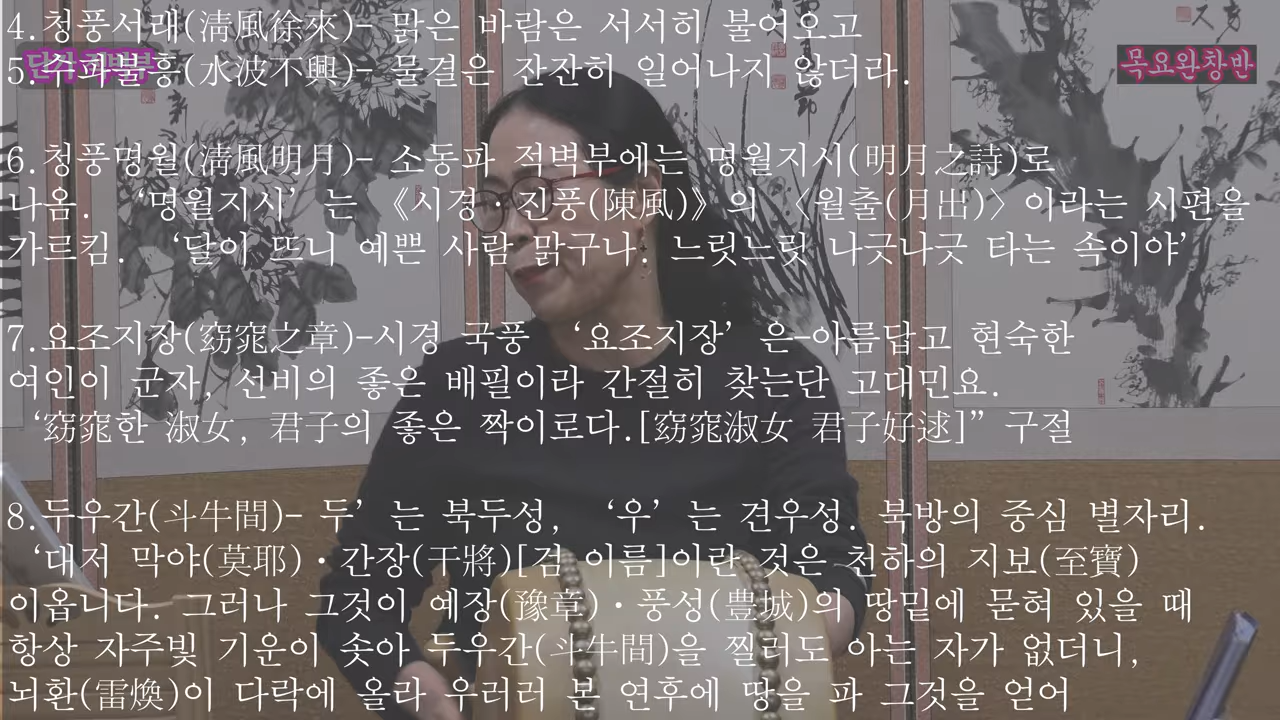 4.청풍서래(清風徐來)- 맑은 바람은 서서히 불어오고
5.수파불흥(水波不興)- 물결은 잔잔히 일어나지 않더라.
목요완창반
6.청풍명월(清風明月)- 소동파 적벽부에는 명월지시(明月之詩)로
나옴. ‘명월지시’는 《시경·진풍(陳風)》의 〈월출(月出)〉이라는 시편을
가르킴. ‘달이 뜨니 예쁜 사람 맑구나. 느릿느릿 나긋나긋 타는 속이야’
7.요조지장(窈窕之章)-시경 국풍 ‘요조지장’은-아름답고 현숙한
여인이 군자, 선비의 좋은 배필이라 간절히 찾는단 고대민요.
‘窈窕한 淑女, 君子의 좋은 짝이로다.[窈窕淑女 君子好逑]” 구절
8.두우간(斗牛間)- 두’는 북두성, ‘우’는 견우성. 북방의 중심 별자리.
‘대저 막야(莫耶)·간장(干將)[검 이름]이란 것은 천하의 지보(至寶)
이옵니다. 그러나 그것이 예장(豫章)·풍성(豊城)의 땅밑에 묻혀 있을 때
항상 자주빛 기운이 솟아 두우간(斗牛間)을 찔러도 아는 자가 없더니,
뇌환(雷煥)이 다락에 올라 우러러 본 연후에 땅을 파 그것을 얻어